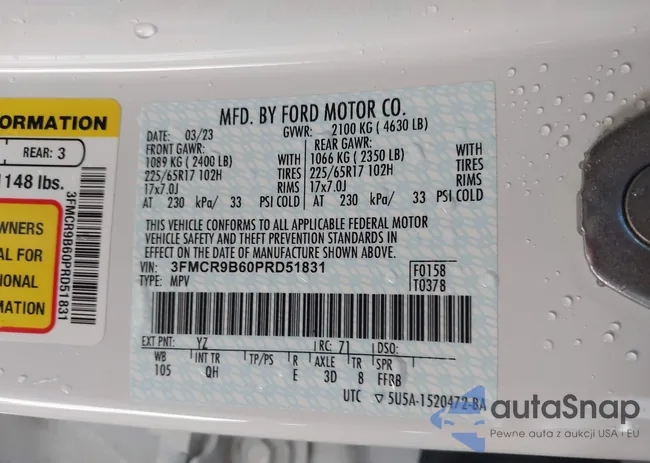 FORMATION
REAR: 3
1148 lbs.
OWNERS
AL FOR
IONAL
TION
3FMCR9B60PRD51831
MFD. BY FORD MOTOR CO.
DATE: 03/23 GVWR: 2100 KG ( 4630 LB)
FRONT GAWR: REAR GAWR:
1089 KG ( 2400 LB) WITH 1066 KG ( 2350 LB) WITH
225/65R17 102H TIRES 225/65R17 102H TIRES
17x7.0J RIMS 17x7.0J RIMS
AT 230 kPa/ 33 PSI COLD AT 230 kPa/ 33 PSI COLD
THIS VEHICLE CONFORMS TO ALL APPLICABLE FEDERAL MOTOR
VEHICLE SAFETY AND THEFT PREVENTION STANDARDS IN
EFFECT ON THE DATE OF MANUFACTURE SHOWN ABOVE.
VIN: 3FMCR9B60PRD51831 F0158
TYPE: MPV T0378
EXT PNT: YZ RC: 71 DSO:
WB INT TR TP/PS R AXLE TR SPR
105 QH E 3D 8 FFBB
UTC ▽ 5U5A-1520472-BA
autoSnap
Pewne auta z aukcji USA i EU